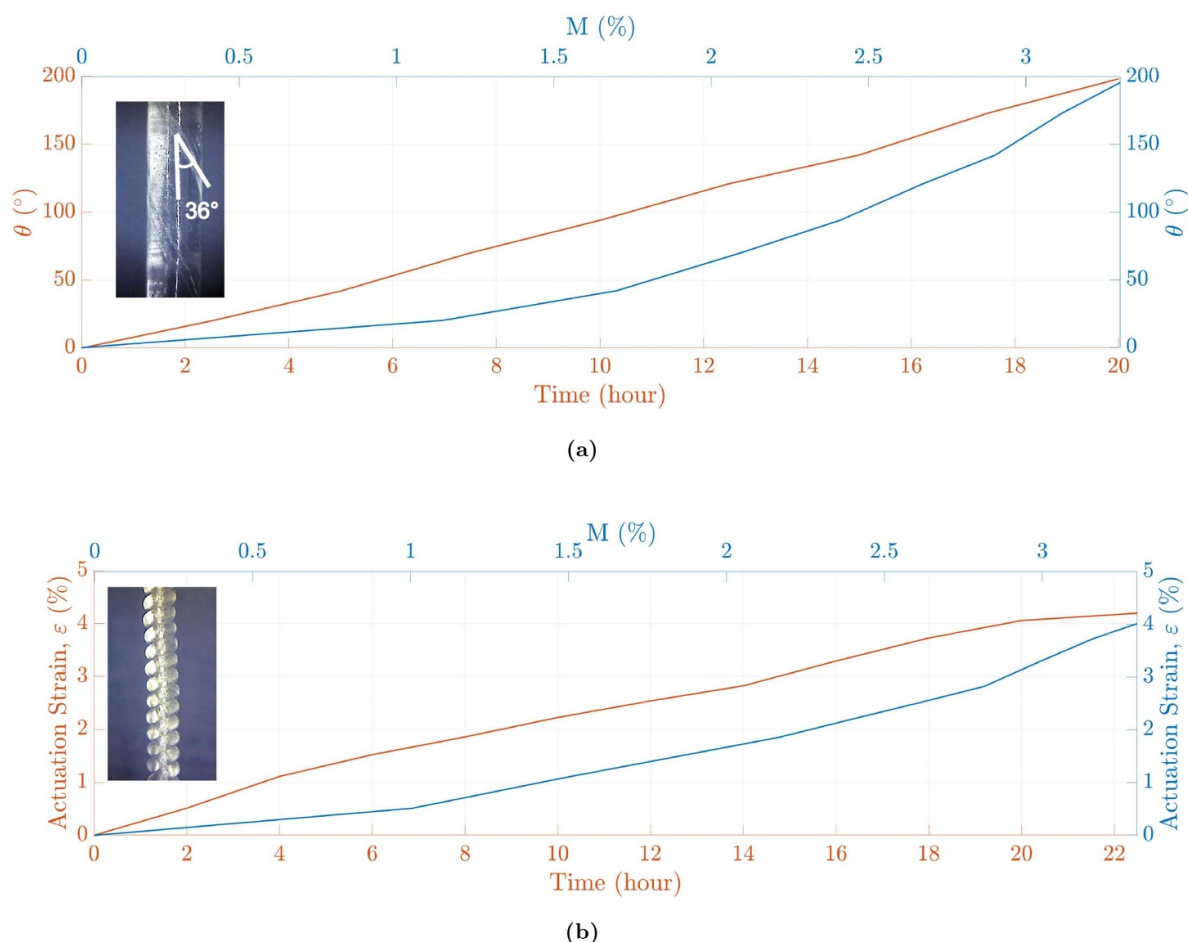 M (%)
0 0.5 1 1.5 2 2.5 3
200 200
150 150
36°
100 100
θ (°) θ (°)
50 50
0 0
0 2 4 6 8 10 12 14 16 18 20
Time (hour)
(a)
M (%)
0 0.5 1 1.5 2 2.5 3
5 5
4 4
3 3
Actuation Strain, ε (%) Actuation Strain, ε (%)
2 2
1 1
0 0
0 2 4 6 8 10 12 14 16 18 20 22
Time (hour)
(b)